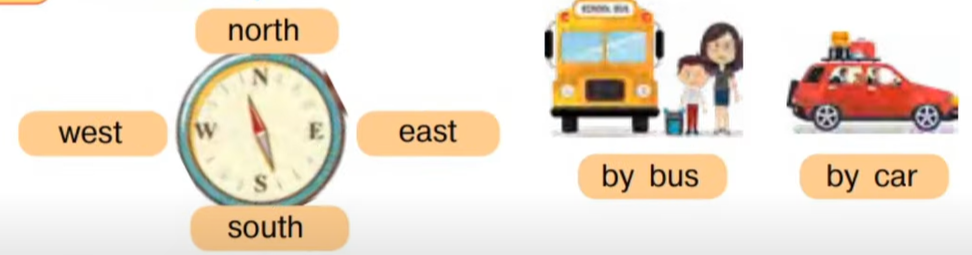 north
N
west
W
E
east
S
south
SCHOOL BUS
by bus
by car